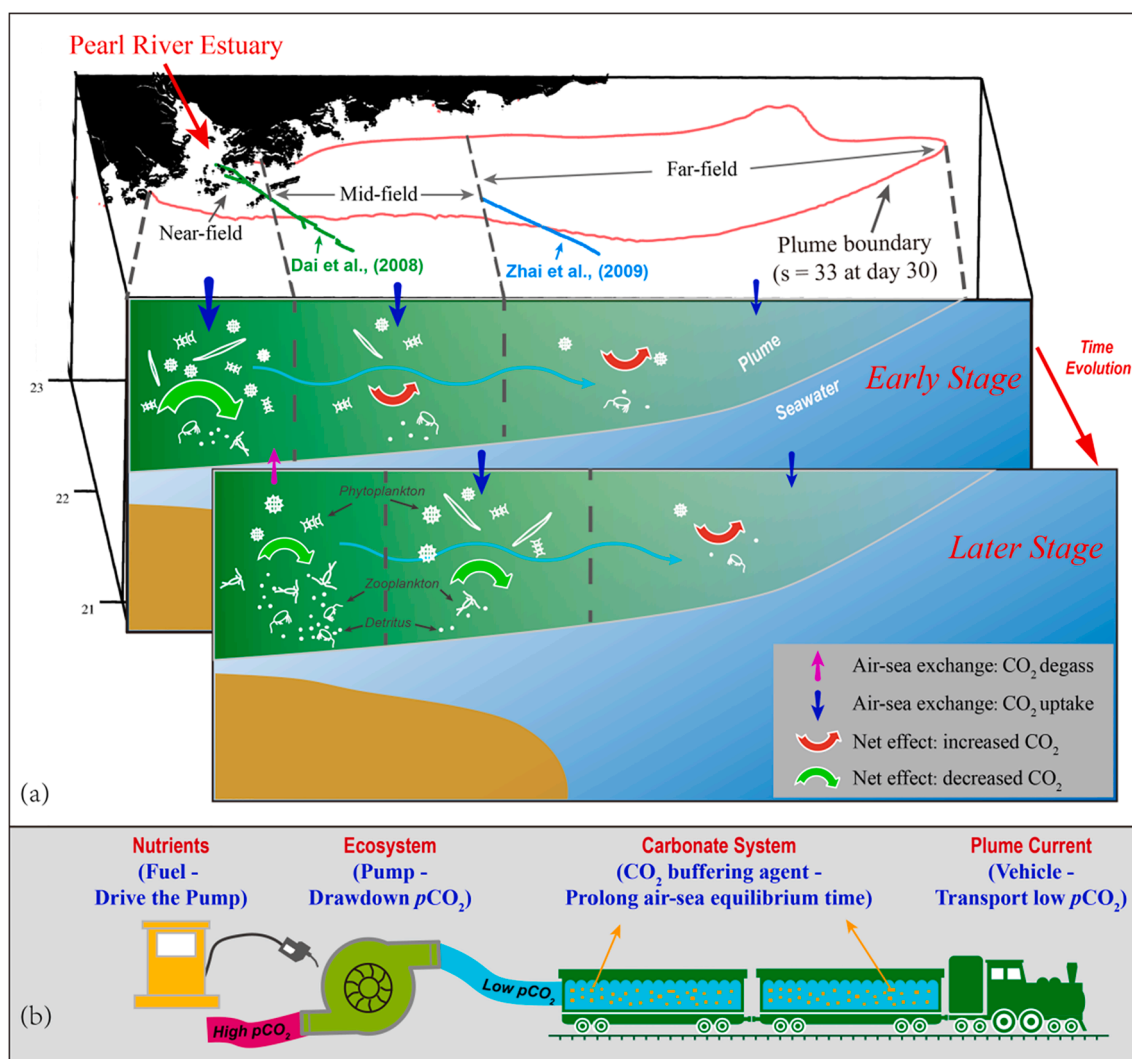 Pearl River Estuary
Far-field
Mid-field
Near-field
Dai et al., (2008)
Zhai et al., (2009)
Plume boundary
(s = 33 at day 30)
Plume
Seawater
Early Stage
Time
Evolution
23
22
21
Phytoplankton
Zooplankton
Detritus
Later Stage
Air-sea exchange: CO₂ degass
Air-sea exchange: CO₂ uptake
Net effect: increased CO₂
Net effect: decreased CO₂
(a)
Nutrients
(Fuel -
Drive the Pump)
Ecosystem
(Pump -
Drawdown pCO₂)
Carbonate System
(CO₂ buffering agent -
Prolong air-sea equilibrium time)
Plume Current
(Vehicle -
Transport low pCO₂)
High pCO₂
Low pCO₂
(b)